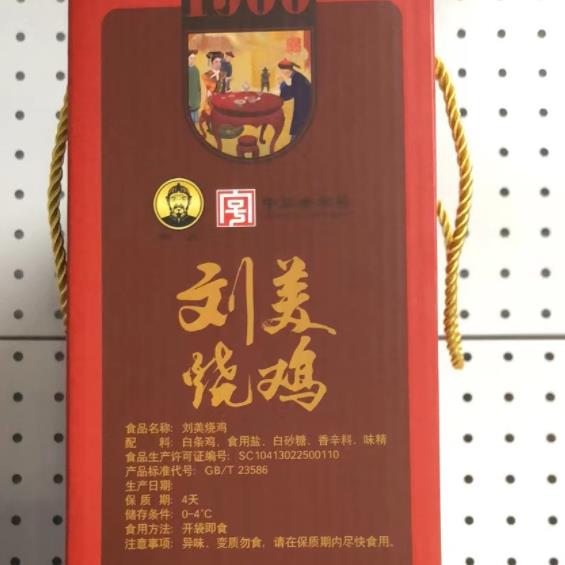 1900
刘美
烧鸡
食品名称: 刘美烧鸡
配 料: 白条鸡、食用盐、白砂糖、香辛料、味精
食品生产许可证编号: SC10413022500110
产品标准代号: GB/T 23586
生产日期:
保 质 期: 4天
储存条件: 0-4℃
食用方法: 开袋即食
注意事项: 异味、变质勿食,请在保质期内尽快食用。